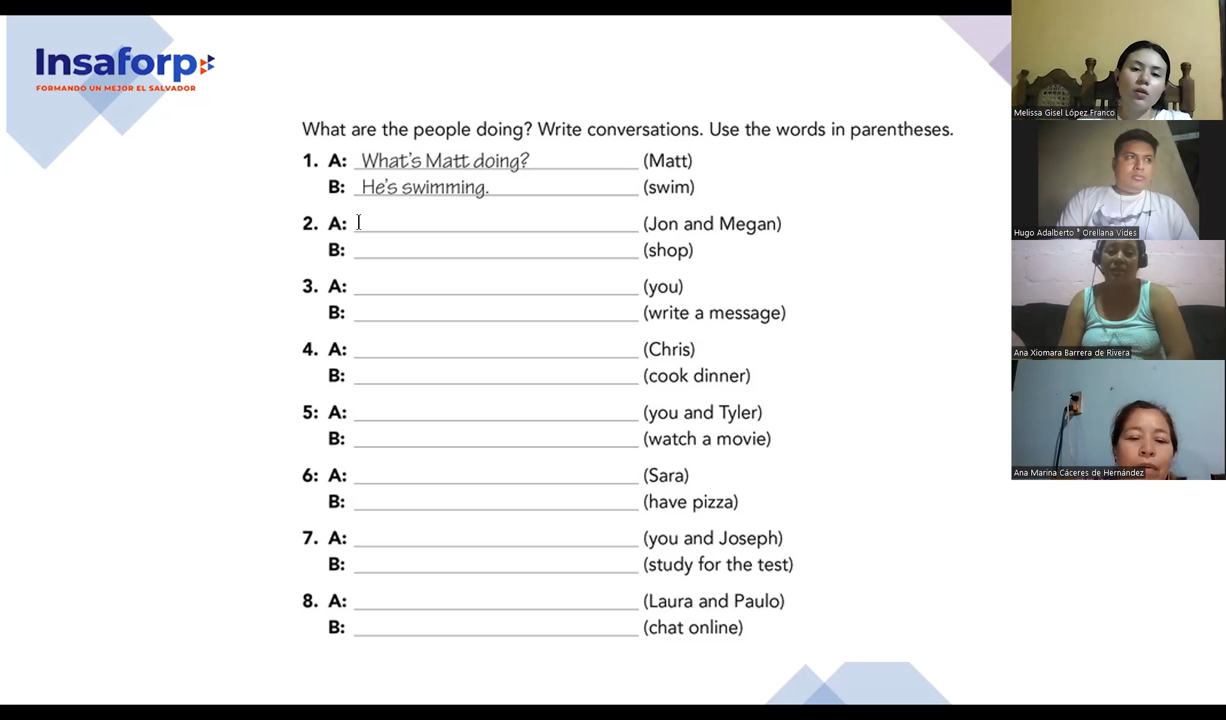 Insaforp
FORMANDO UN MEJOR EL SALVADOR
What are the people doing? Write conversations. Use the words in parentheses.
1. A: What's Matt doing? (Matt)
B: He's swimming. (swim)
2. A: (Jon and Megan)
B: (shop)
3. A: (you)
B: (write a message)
4. A: (Chris)
B: (cook dinner)
5: A: (you and Tyler)
B: (watch a movie)
6: A: (Sara)
B: (have pizza)
7. A: (you and Joseph)
B: (study for the test)
8. A: (Laura and Paulo)
B: (chat online)
Melissa Gisel López Franco
Hugo Adalberto * Orellana Vides
Ana Xiomara Barrera de Rivera
Ana Marina Cáceres de Hernández